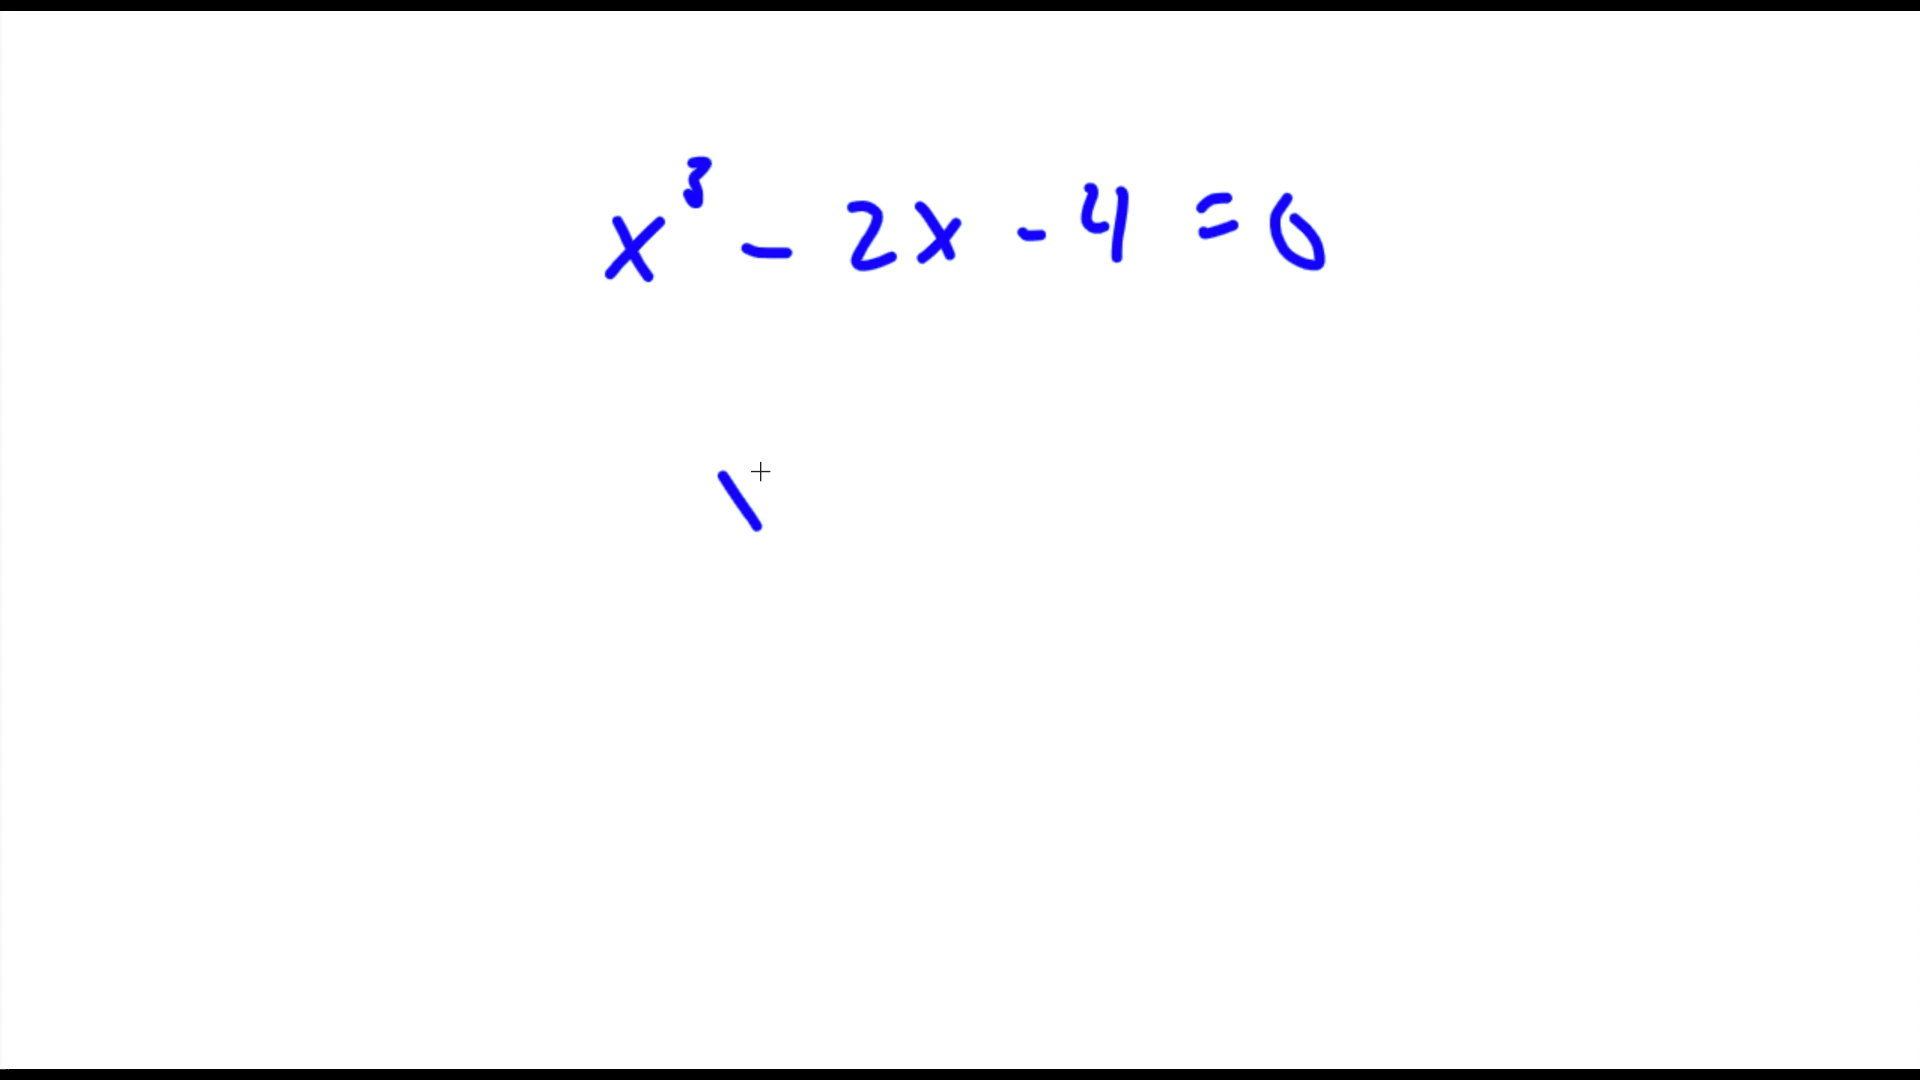 x³ - 2x - 4 = 0